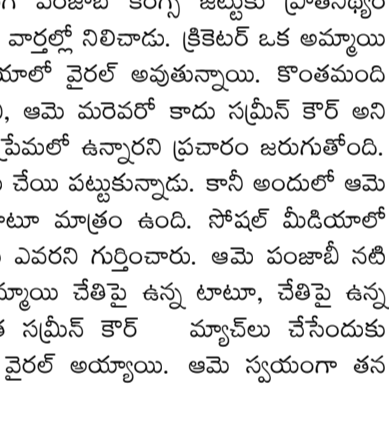 పంజాబ్ కింగ్స్ జట్టుకు ప్రాతినిథ్యం
వార్తల్లో నిలిచాడు. క్రికెటర్ ఒక అమ్మాయి
వైరల్ అవుతున్నాయి. కొంతమంది
, ఆమె మరెవరో కాదు సమ్రీన్ కౌర్ అని
ప్రేమలో ఉన్నారని ప్రచారం జరుగుతోంది.
చేయి పట్టుకున్నాడు. కానీ అందులో ఆమె
మాత్రం ఉంది. సోషల్ మీడియాలో
ఎవరని గుర్తించారు. ఆమె పంజాబీ నటి
చేతిపై ఉన్న టాటూ, చేతిపై ఉన్న
సమ్రీన్ కౌర్ మ్యాచ్‌లు చేసేందుకు
వైరల్ అయ్యాయి. ఆమె స్వయంగా తన